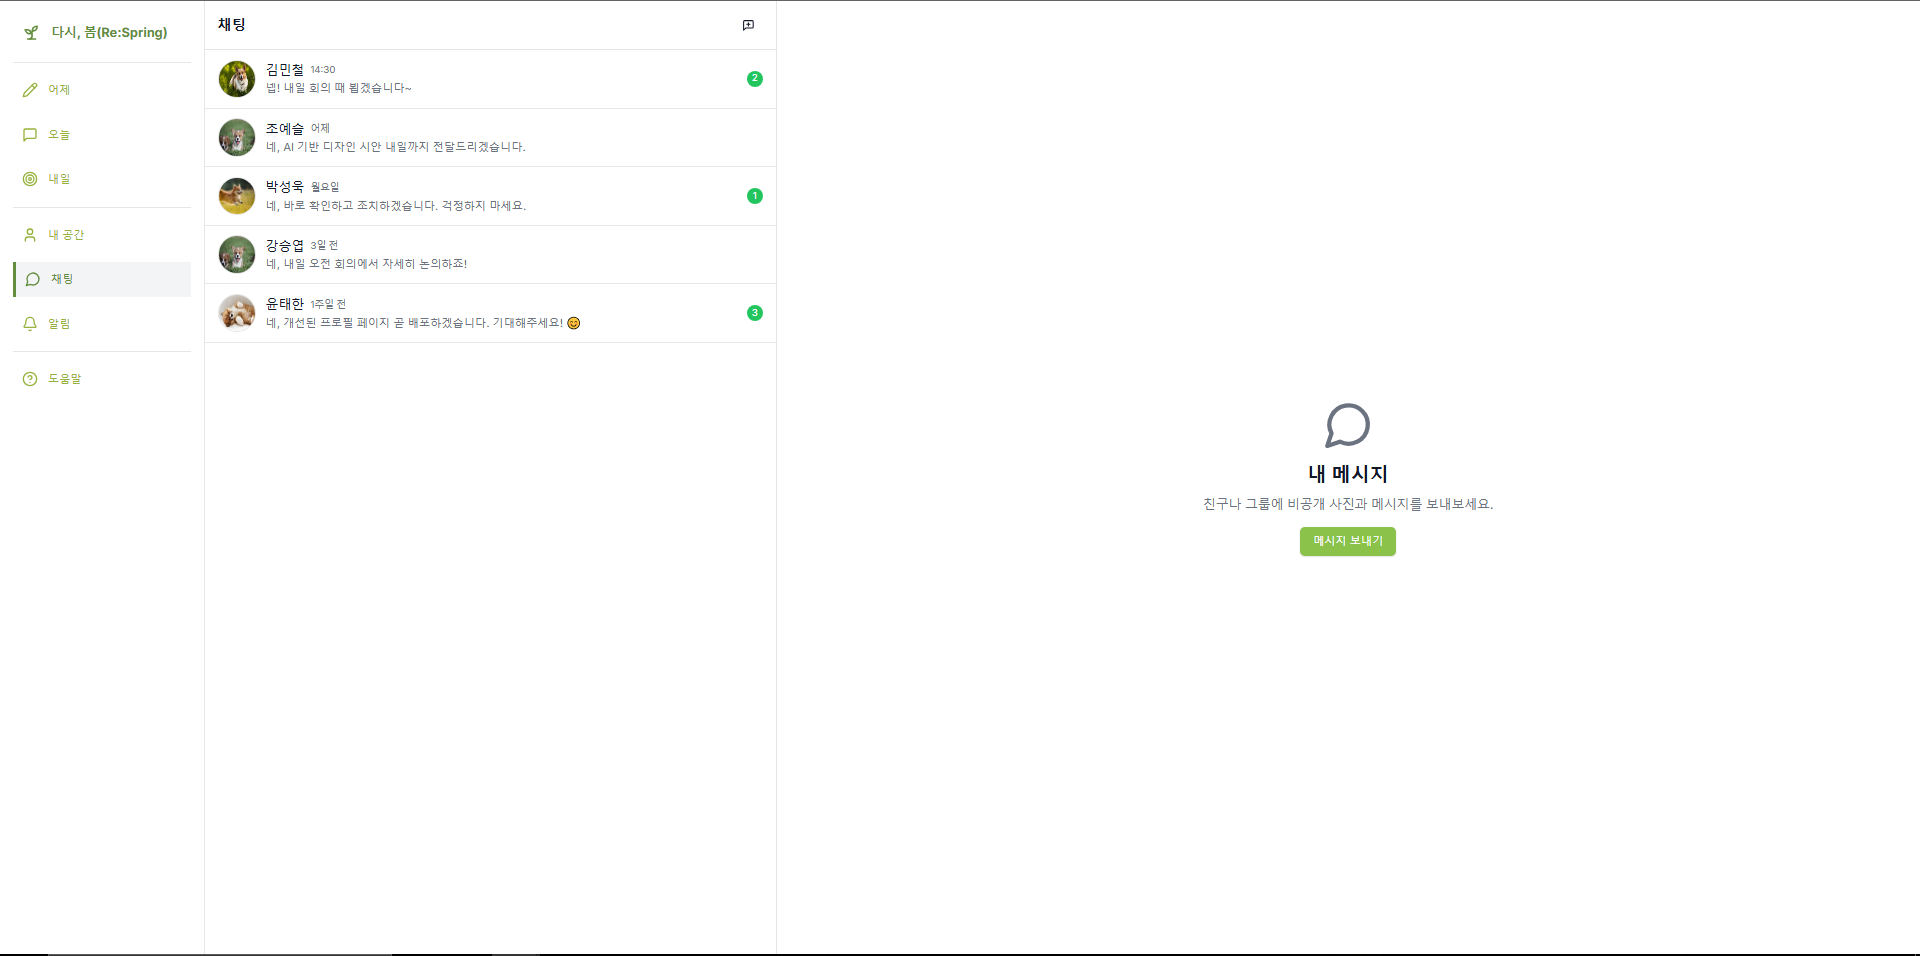 다시, 봄(Re:Spring)
어제
오늘
내일
내 공간
채팅
알림
도움말
채팅
김민철 14:30
넵! 내일 회의 때 뵙겠습니다~
2
조예슬 어제
네, AI 기반 디자인 시안 내일까지 전달드리겠습니다.
박성욱 월요일
네, 바로 확인하고 조치하겠습니다. 걱정하지 마세요.
1
강승엽 3일 전
네, 내일 오전 회의에서 자세히 논의하죠!
윤태한 1주일 전
네, 개선된 프로필 페이지 곧 배포하겠습니다. 기대해주세요! 😊
3
내 메시지
친구나 그룹에 비공개 사진과 메시지를 보내보세요.
메시지 보내기